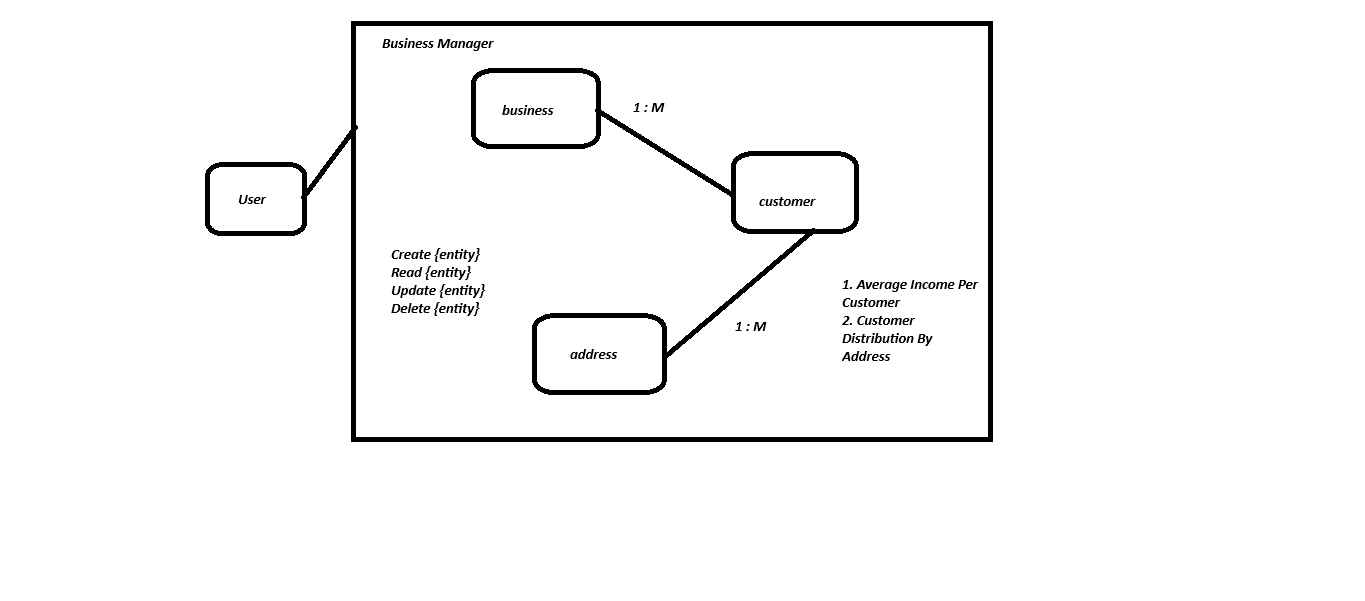 Business Manager
business
1 : M
User
customer
Create {entity}
Read {entity}
Update {entity}
Delete {entity}
1. Average Income Per
Customer
2. Customer
Distribution By
Address
1 : M
address